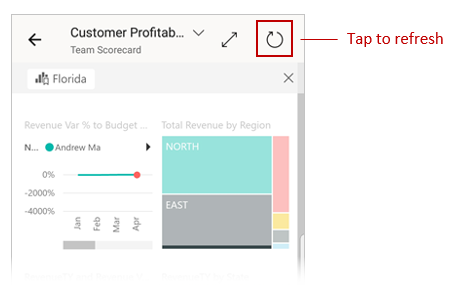 Customer Profitab...
Team Scorecard
Tap to refresh
Florida
Revenue Var % to Budget ...
Total Revenue by Region
N... Andrew Ma
NORTH
0%
-2000%
-4000%
EAST
Jan
Feb
Mar
Apr